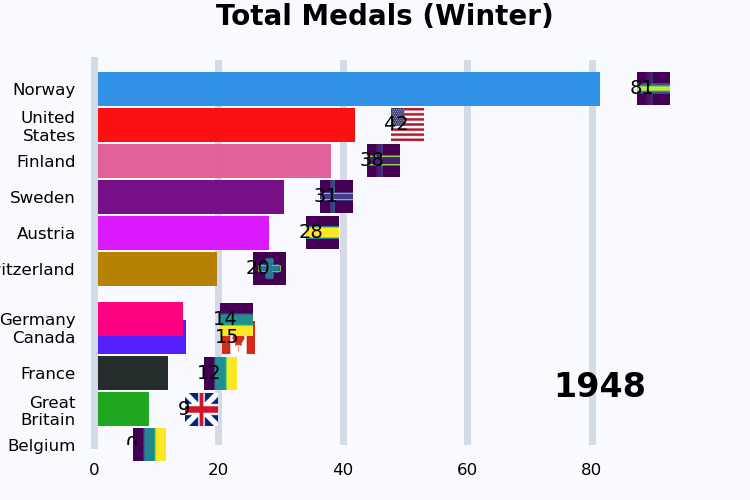 Total Medals (Winter)
Norway 81
United
States 42
Finland 38
Sweden 31
Austria 28
itzerland 20
Germany 14
Canada 15
France 12
Great
Britain 9
1948
Belgium
0 20 40 60 80